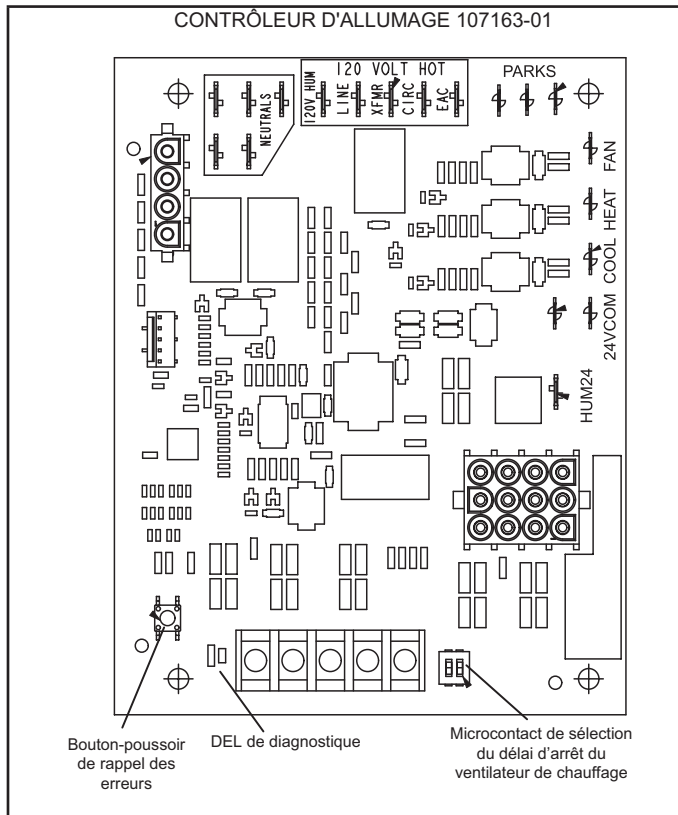 CONTRÔLEUR D'ALLUMAGE 107163-01
120 VOLT HOT
120V HUM
LINE
XFMR
CIRC
EAC
NEUTRALS
PARKS
FAN
HEAT
COOL
24VCOM
HUM24
Bouton-poussoir
de rappel des
erreurs
DEL de diagnostique
Microcontact de sélection
du délai d'arrêt du
ventilateur de chauffage